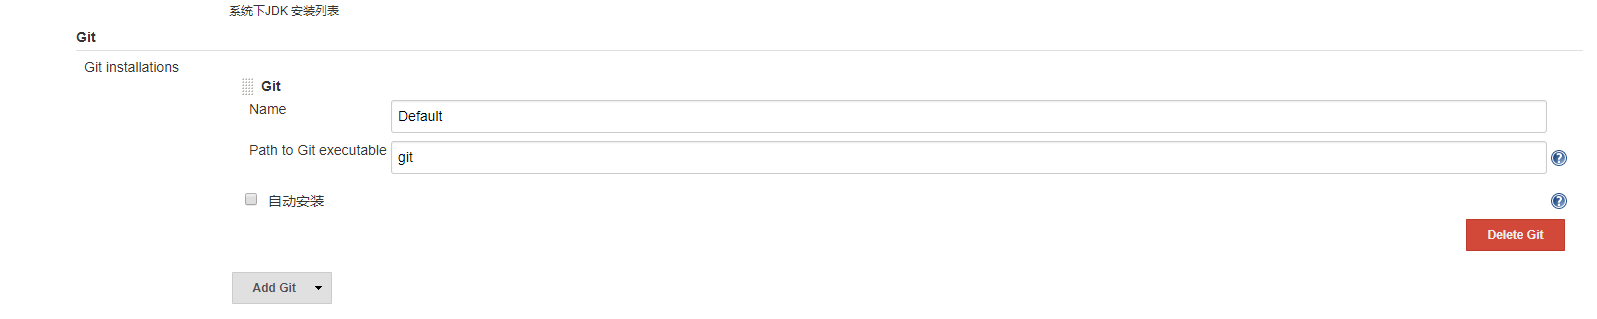 系统下JDK 安装列表
Git
Git installations
Git
Name
Default
Path to Git executable
git
自动安装
Delete Git
Add Git